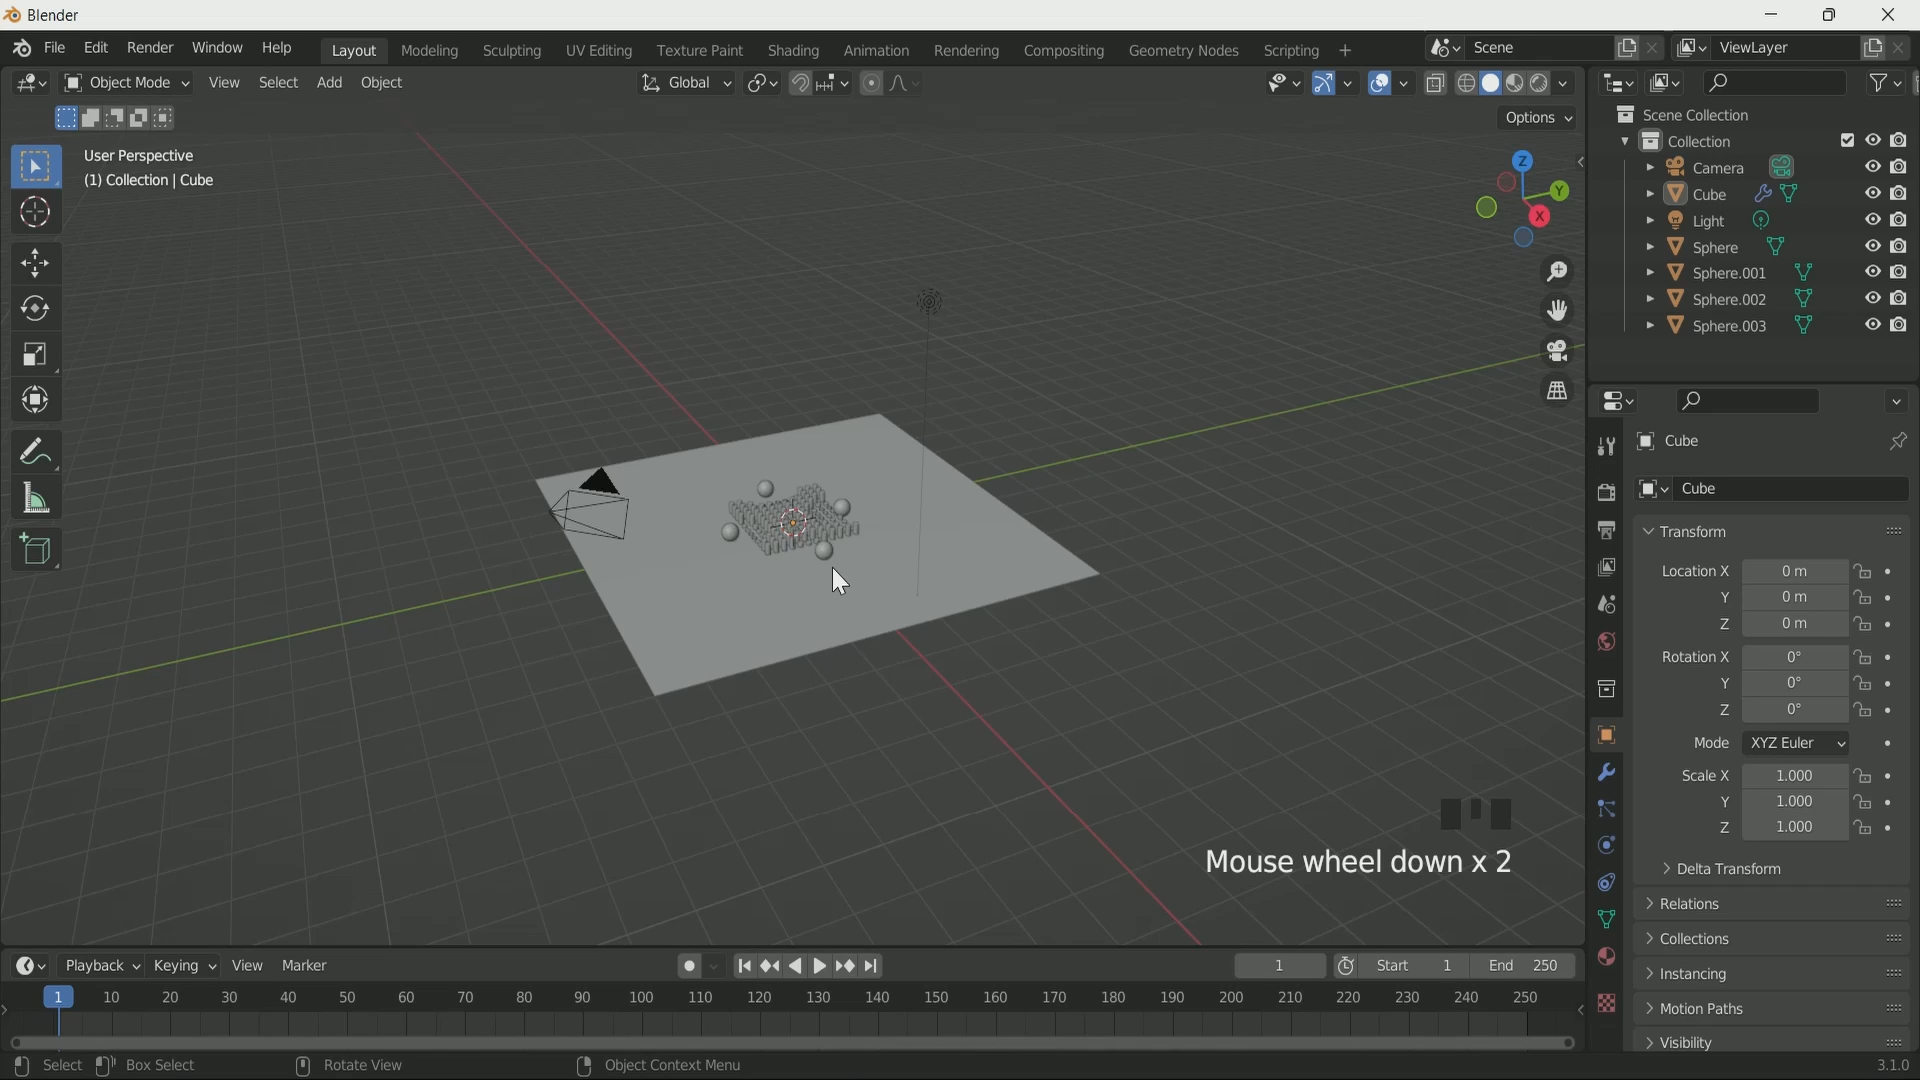 Blender
File Edit Render Window Help Layout Modeling Sculpting UV Editing Texture Paint Shading Animation Rendering Compositing Geometry Nodes Scripting + Scene ViewLayer
Object Mode View Select Add Object Global
Options
User Perspective
(1) Collection | Cube
Z
Y
X
Scene Collection
Collection
Camera
Cube
Light
Sphere
Sphere.001
Sphere.002
Sphere.003
Cube
Cube
Transform
Location X 0 m
Y 0 m
Z 0 m
Rotation X 0°
Y 0°
Z 0°
Mode XYZ Euler
Scale X 1.000
Y 1.000
Z 1.000
Delta Transform
Relations
Collections
Instancing
Motion Paths
Visibility
Mouse wheel down x 2
Playback Keying View Marker 1 Start 1 End 250
1 10 20 30 40 50 60 70 80 90 100 110 120 130 140 150 160 170 180 190 200 210 220 230 240 250
Select Box Select Rotate View Object Context Menu 3.1.0